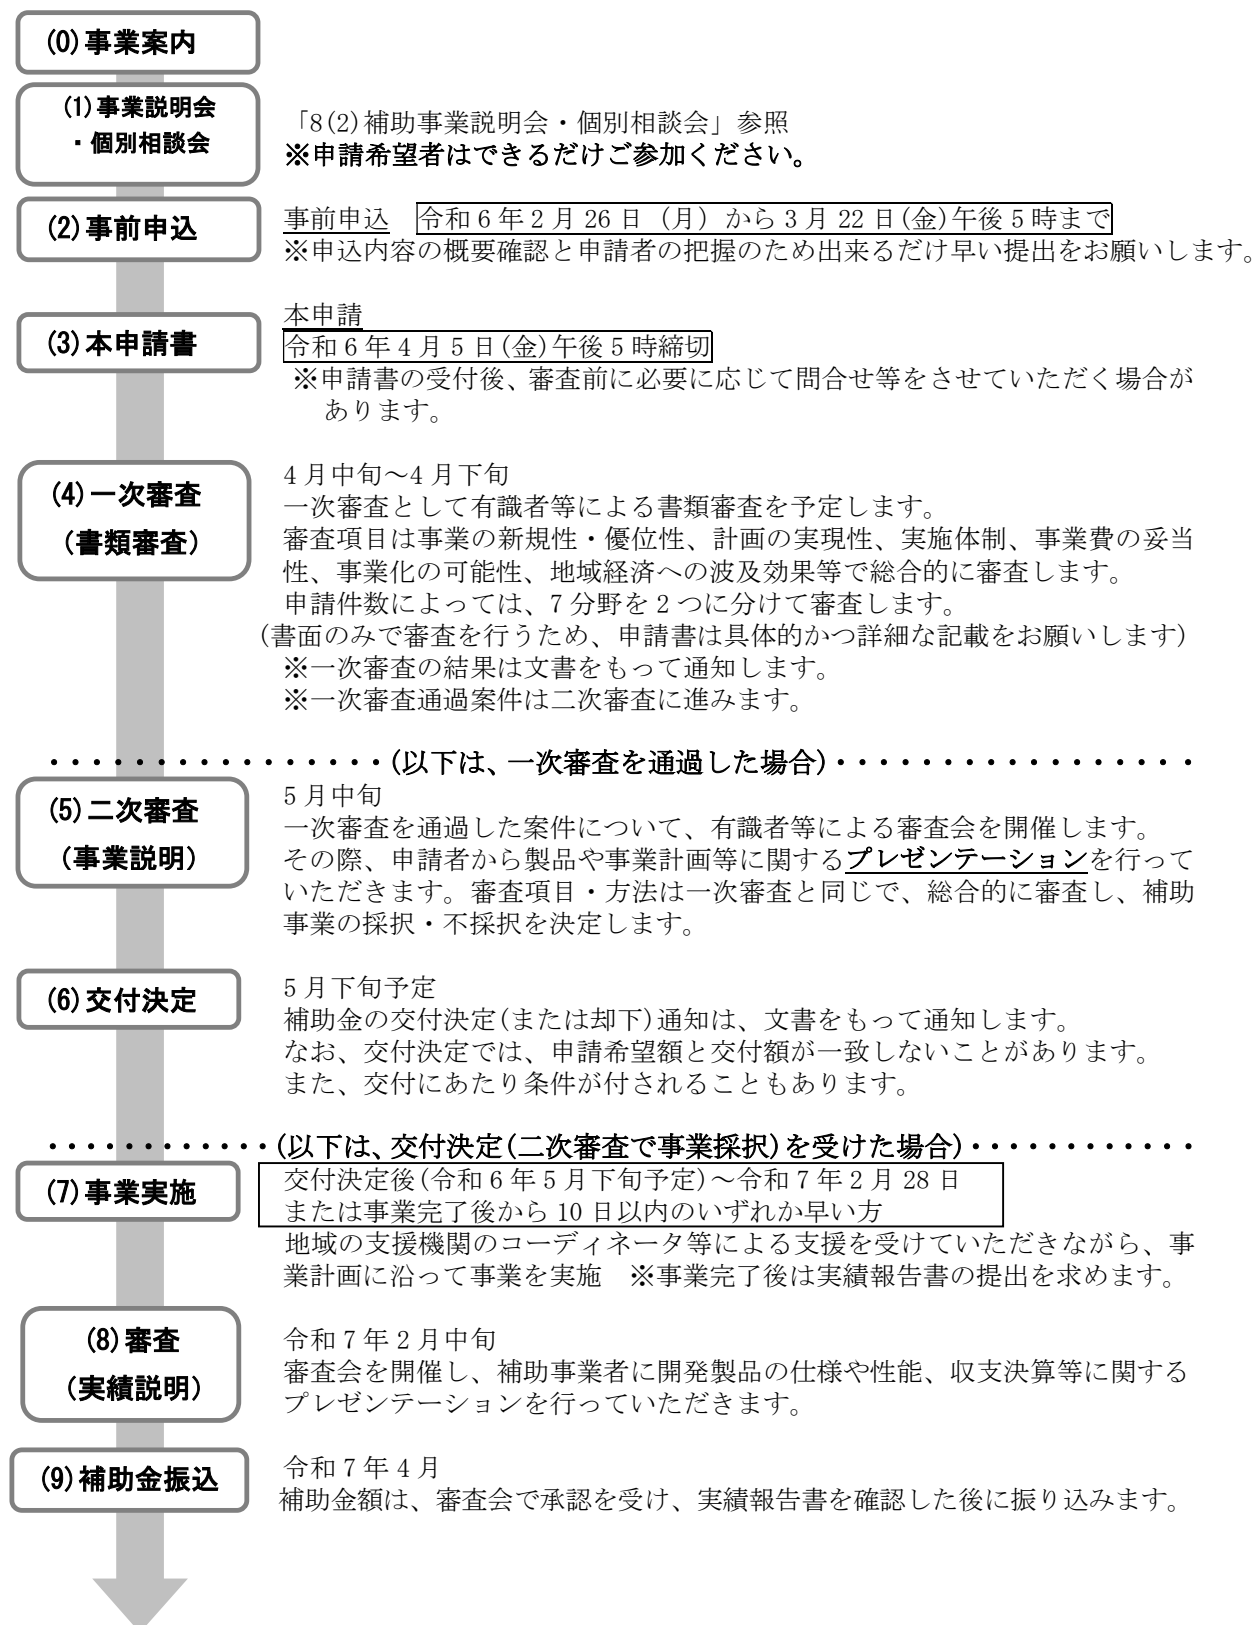 (0)事業案内
(1)事業説明会
・個別相談会
「8(2)補助事業説明会・個別相談会」参照
※申請希望者はできるだけご参加ください。
(2)事前申込
事前申込　令和6年2月26日（月）から3月22日(金)午後5時まで
※申込内容の概要確認と申請者の把握のため出来るだけ早い提出をお願いします。
(3)本申請書
本申請
令和6年4月5日(金)午後5時締切
※申請書の受付後、審査前に必要に応じて問合せ等をさせていただく場合が
あります。
(4)一次審査
（書類審査）
4月中旬～4月下旬
一次審査として有識者等による書類審査を予定します。
審査項目は事業の新規性・優位性、計画の実現性、実施体制、事業費の妥当
性、事業化の可能性、地域経済への波及効果等で総合的に審査します。
申請件数によっては、7分野を2つに分けて審査します。
(書面のみで審査を行うため、申請書は具体的かつ詳細な記載をお願いします)
※一次審査の結果は文書をもって通知します。
※一次審査通過案件は二次審査に進みます。
・・・・・・・・・・・・・・・・(以下は、一次審査を通過した場合)・・・・・・・・・・・・・・・・・
(5)二次審査
（事業説明）
5月中旬
一次審査を通過した案件について、有識者等による審査会を開催します。
その際、申請者から製品や事業計画等に関するプレゼンテーションを行って
いただきます。審査項目・方法は一次審査と同じで、総合的に審査し、補助
事業の採択・不採択を決定します。
(6)交付決定
5月下旬予定
補助金の交付決定(または却下)通知は、文書をもって通知します。
なお、交付決定では、申請希望額と交付額が一致しないことがあります。
また、交付にあたり条件が付されることもあります。
・・・・・・・・・・・・(以下は、交付決定(二次審査で事業採択)を受けた場合)・・・・・・・・・・・・
(7)事業実施
交付決定後(令和6年5月下旬予定)～令和7年2月28日
または事業完了後から10日以内のいずれか早い方
地域の支援機関のコーディネータ等による支援を受けていただきながら、事
業計画に沿って事業を実施　※事業完了後は実績報告書の提出を求めます。
(8)審査
（実績説明）
令和7年2月中旬
審査会を開催し、補助事業者に開発製品の仕様や性能、収支決算等に関する
プレゼンテーションを行っていただきます。
(9)補助金振込
令和7年4月
補助金額は、審査会で承認を受け、実績報告書を確認した後に振り込みます。